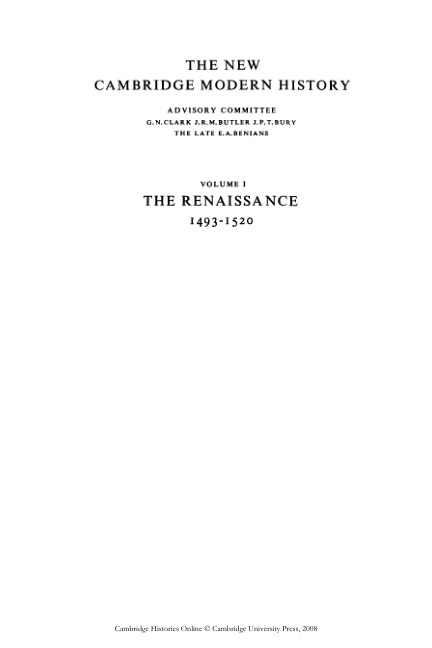 THE NEW
CAMBRIDGE MODERN HISTORY
ADVISORY COMMITTEE
G.N.CLARK J.R.M.BUTLER J.P.T.BURY
THE LATE E.A.BENIANS
VOLUME I
THE RENAISSANCE
1493-1520
Cambridge Histories Online © Cambridge University Press, 2008